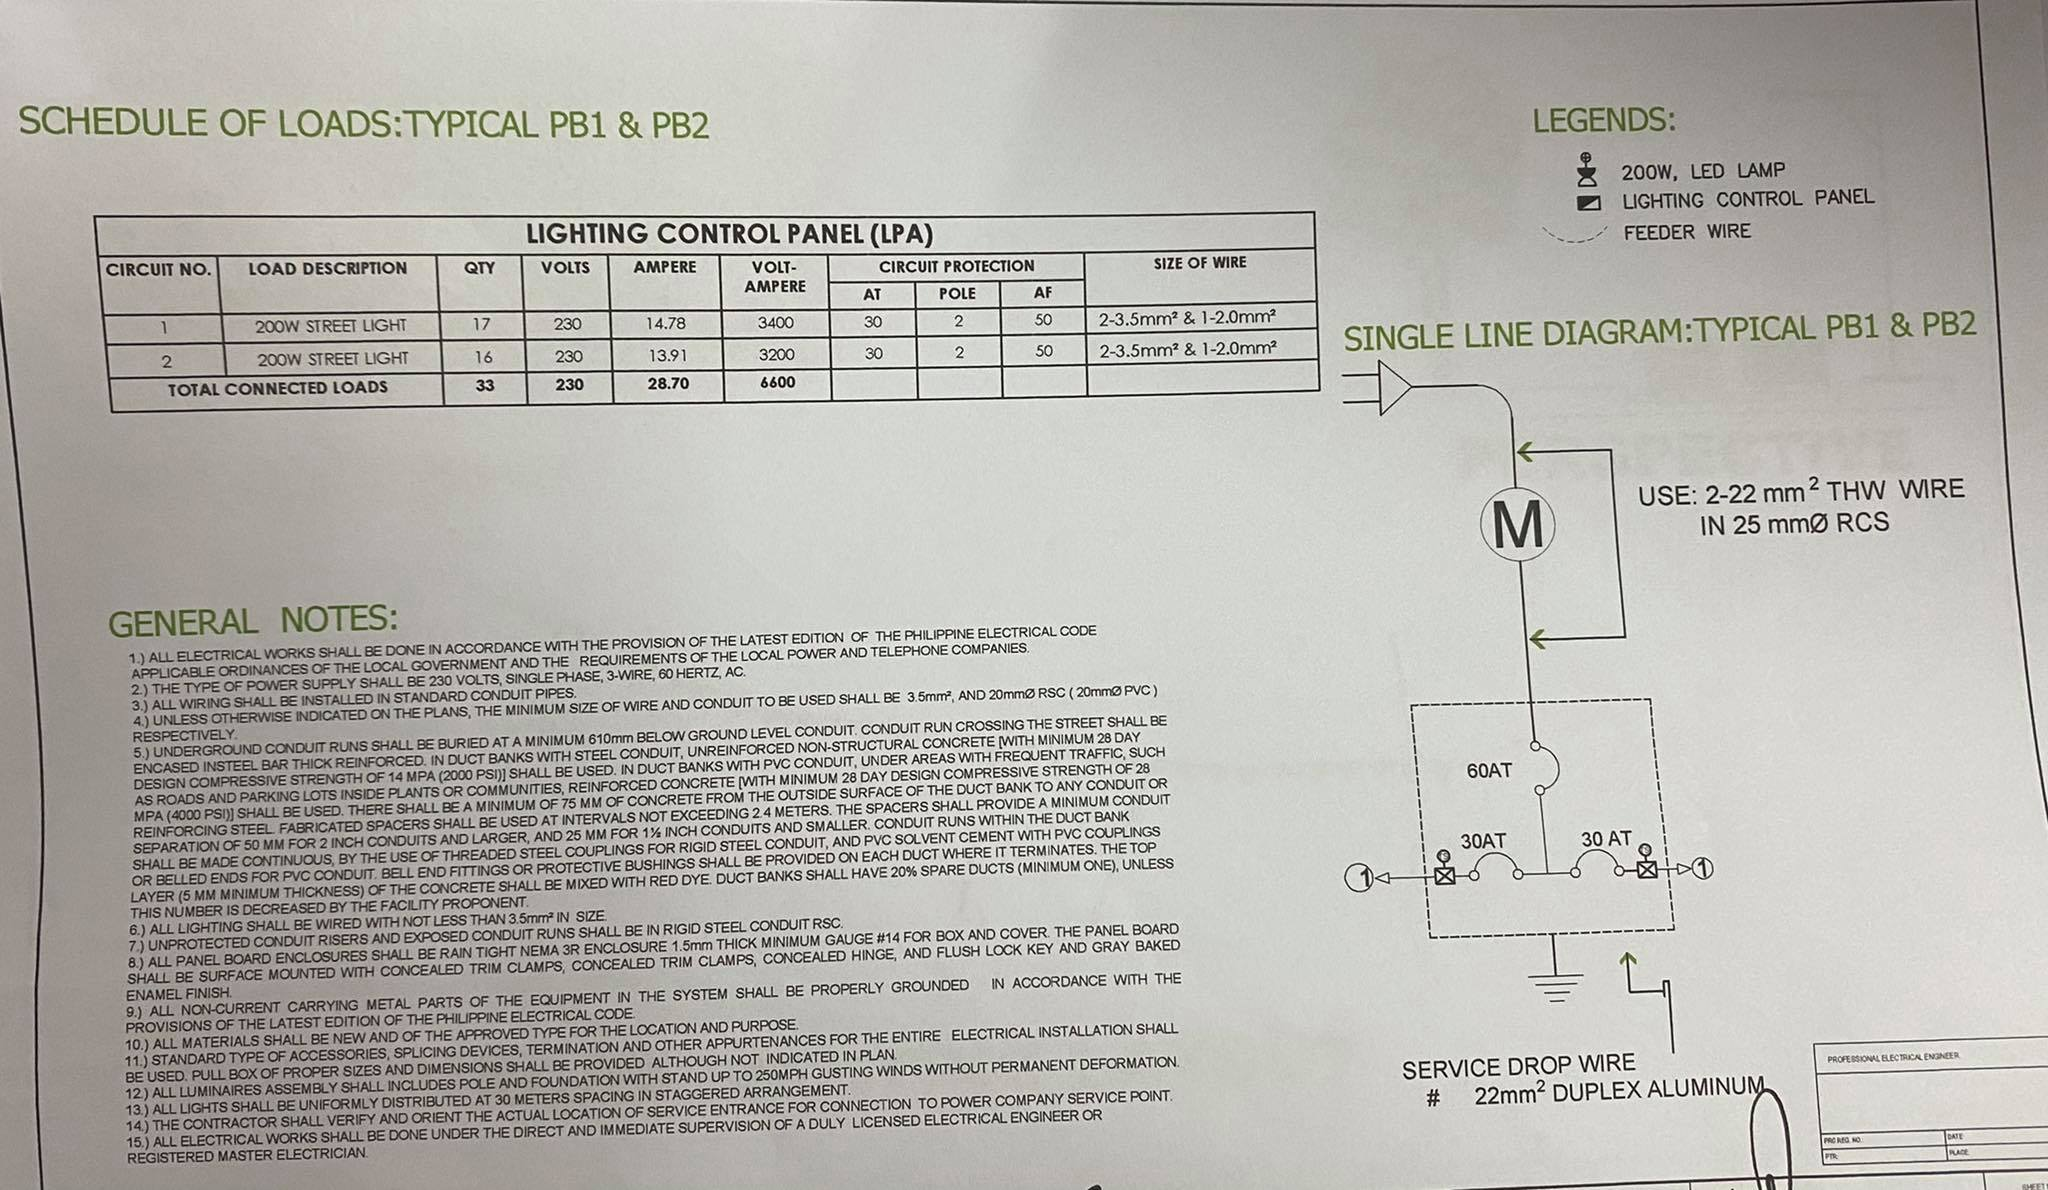 SCHEDULE OF LOADS:TYPICAL PB1 & PB2
LIGHTING CONTROL PANEL (LPA)
CIRCUIT NO. LOAD DESCRIPTION QTY VOLTS AMPERE VOLT-AMPERE CIRCUIT PROTECTION SIZE OF WIRE
AT POLE AF
1 200W STREET LIGHT 17 230 14.78 3400 30 2 50 2-3.5mm² & 1-2.0mm²
2 200W STREET LIGHT 16 230 13.91 3200 30 2 50 2-3.5mm² & 1-2.0mm²
TOTAL CONNECTED LOADS 33 230 28.70 6600
LEGENDS:
200W, LED LAMP
LIGHTING CONTROL PANEL
FEEDER WIRE
SINGLE LINE DIAGRAM:TYPICAL PB1 & PB2
USE: 2-22 mm² THW WIRE
IN 25 mmØ RCS
M
60AT
30AT
30 AT
1
1
SERVICE DROP WIRE
# 22mm² DUPLEX ALUMINUM
GENERAL NOTES:
1.) ALL ELECTRICAL WORKS SHALL BE DONE IN ACCORDANCE WITH THE PROVISION OF THE LATEST EDITION OF THE PHILIPPINE ELECTRICAL CODE
APPLICABLE ORDINANCES OF THE LOCAL GOVERNMENT AND THE REQUIREMENTS OF THE LOCAL POWER AND TELEPHONE COMPANIES.
2.) THE TYPE OF POWER SUPPLY SHALL BE 230 VOLTS, SINGLE PHASE, 3-WIRE, 60 HERTZ, AC.
3.) ALL WIRING SHALL BE INSTALLED IN STANDARD CONDUIT PIPES.
4.) UNLESS OTHERWISE INDICATED ON THE PLANS, THE MINIMUM SIZE OF WIRE AND CONDUIT TO BE USED SHALL BE 3.5mm², AND 20mmØ RSC ( 20mmØ PVC )
RESPECTIVELY.
5.) UNDERGROUND CONDUIT RUNS SHALL BE BURIED AT A MINIMUM 610mm BELOW GROUND LEVEL CONDUIT. CONDUIT RUN CROSSING THE STREET SHALL BE
ENCASED INSTEEL BAR THICK REINFORCED. IN DUCT BANKS WITH STEEL CONDUIT, UNREINFORCED NON-STRUCTURAL CONCRETE [WITH MINIMUM 28 DAY
DESIGN COMPRESSIVE STRENGTH OF 14 MPA (2000 PSI)] SHALL BE USED. IN DUCT BANKS WITH PVC CONDUIT, UNDER AREAS WITH FREQUENT TRAFFIC, SUCH
AS ROADS AND PARKING LOTS INSIDE PLANTS OR COMMUNITIES, REINFORCED CONCRETE [WITH MINIMUM 28 DAY DESIGN COMPRESSIVE STRENGTH OF 28
MPA (4000 PSI)] SHALL BE USED. THERE SHALL BE A MINIMUM OF 75 MM OF CONCRETE FROM THE OUTSIDE SURFACE OF THE DUCT BANK TO ANY CONDUIT OR
REINFORCING STEEL. FABRICATED SPACERS SHALL BE USED AT INTERVALS NOT EXCEEDING 2.4 METERS. THE SPACERS SHALL PROVIDE A MINIMUM CONDUIT
SEPARATION OF 50 MM FOR 2 INCH CONDUITS AND LARGER, AND 25 MM FOR 1½ INCH CONDUITS AND SMALLER. CONDUIT RUNS WITHIN THE DUCT BANK
SHALL BE MADE CONTINUOUS, BY THE USE OF THREADED STEEL COUPLINGS FOR RIGID STEEL CONDUIT, AND PVC SOLVENT CEMENT WITH PVC COUPLINGS
OR BELLED ENDS FOR PVC CONDUIT. BELL END FITTINGS OR PROTECTIVE BUSHINGS SHALL BE PROVIDED ON EACH DUCT WHERE IT TERMINATES. THE TOP
LAYER (5 MM MINIMUM THICKNESS) OF THE CONCRETE SHALL BE MIXED WITH RED DYE. DUCT BANKS SHALL HAVE 20% SPARE DUCTS (MINIMUM ONE), UNLESS
THIS NUMBER IS DECREASED BY THE FACILITY PROPONENT.
6.) ALL LIGHTING SHALL BE WIRED WITH NOT LESS THAN 3.5mm² IN SIZE.
7.) UNPROTECTED CONDUIT RISERS AND EXPOSED CONDUIT RUNS SHALL BE IN RIGID STEEL CONDUIT RSC.
8.) ALL PANEL BOARD ENCLOSURES SHALL BE RAIN TIGHT NEMA 3R ENCLOSURE 1.5mm THICK MINIMUM GAUGE #14 FOR BOX AND COVER. THE PANEL BOARD
SHALL BE SURFACE MOUNTED WITH CONCEALED TRIM CLAMPS, CONCEALED TRIM CLAMPS, CONCEALED HINGE, AND FLUSH LOCK KEY AND GRAY BAKED
ENAMEL FINISH.
9.) ALL NON-CURRENT CARRYING METAL PARTS OF THE EQUIPMENT IN THE SYSTEM SHALL BE PROPERLY GROUNDED IN ACCORDANCE WITH THE
PROVISIONS OF THE LATEST EDITION OF THE PHILIPPINE ELECTRICAL CODE.
10.) ALL MATERIALS SHALL BE NEW AND OF THE APPROVED TYPE FOR THE LOCATION AND PURPOSE.
11.) STANDARD TYPE OF ACCESSORIES, SPLICING DEVICES, TERMINATION AND OTHER APPURTENANCES FOR THE ENTIRE ELECTRICAL INSTALLATION SHALL
BE USED. PULL BOX OF PROPER SIZES AND DIMENSIONS SHALL BE PROVIDED ALTHOUGH NOT INDICATED IN PLAN.
12.) ALL LUMINAIRES ASSEMBLY SHALL INCLUDES POLE AND FOUNDATION WITH STAND UP TO 250MPH GUSTING WINDS WITHOUT PERMANENT DEFORMATION.
13.) ALL LIGHTS SHALL BE UNIFORMLY DISTRIBUTED AT 30 METERS SPACING IN STAGGERED ARRANGEMENT.
14.) THE CONTRACTOR SHALL VERIFY AND ORIENT THE ACTUAL LOCATION OF SERVICE ENTRANCE FOR CONNECTION TO POWER COMPANY SERVICE POINT.
15.) ALL ELECTRICAL WORKS SHALL BE DONE UNDER THE DIRECT AND IMMEDIATE SUPERVISION OF A DULY LICENSED ELECTRICAL ENGINEER OR
REGISTERED MASTER ELECTRICIAN.
PROFESSIONAL ELECTRICAL ENGINEER
PRC REG. NO. DATE
PTR: PLACE
SHEET